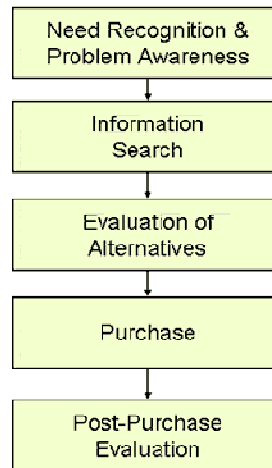 Need Recognition &
Problem Awareness
Information
Search
Evaluation of
Alternatives
Purchase
Post-Purchase
Evaluation